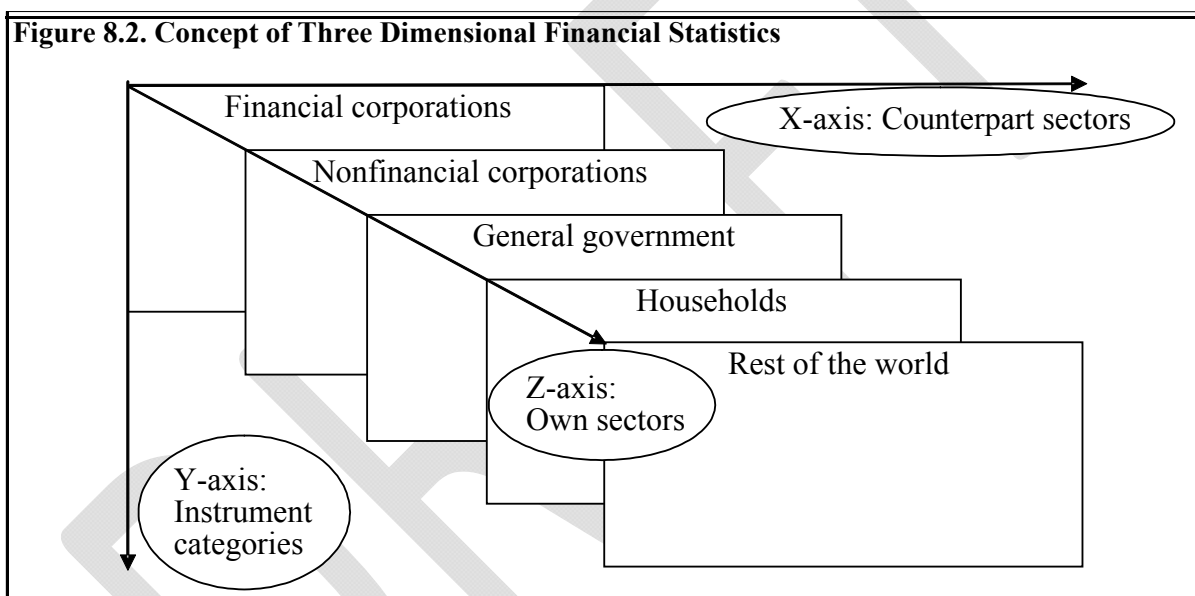 Figure 8.2. Concept of Three Dimensional Financial Statistics
Financial corporations
X-axis: Counterpart sectors
Nonfinancial corporations
General government
Households
Rest of the world
Z-axis:
Own sectors
Y-axis:
Instrument
categories